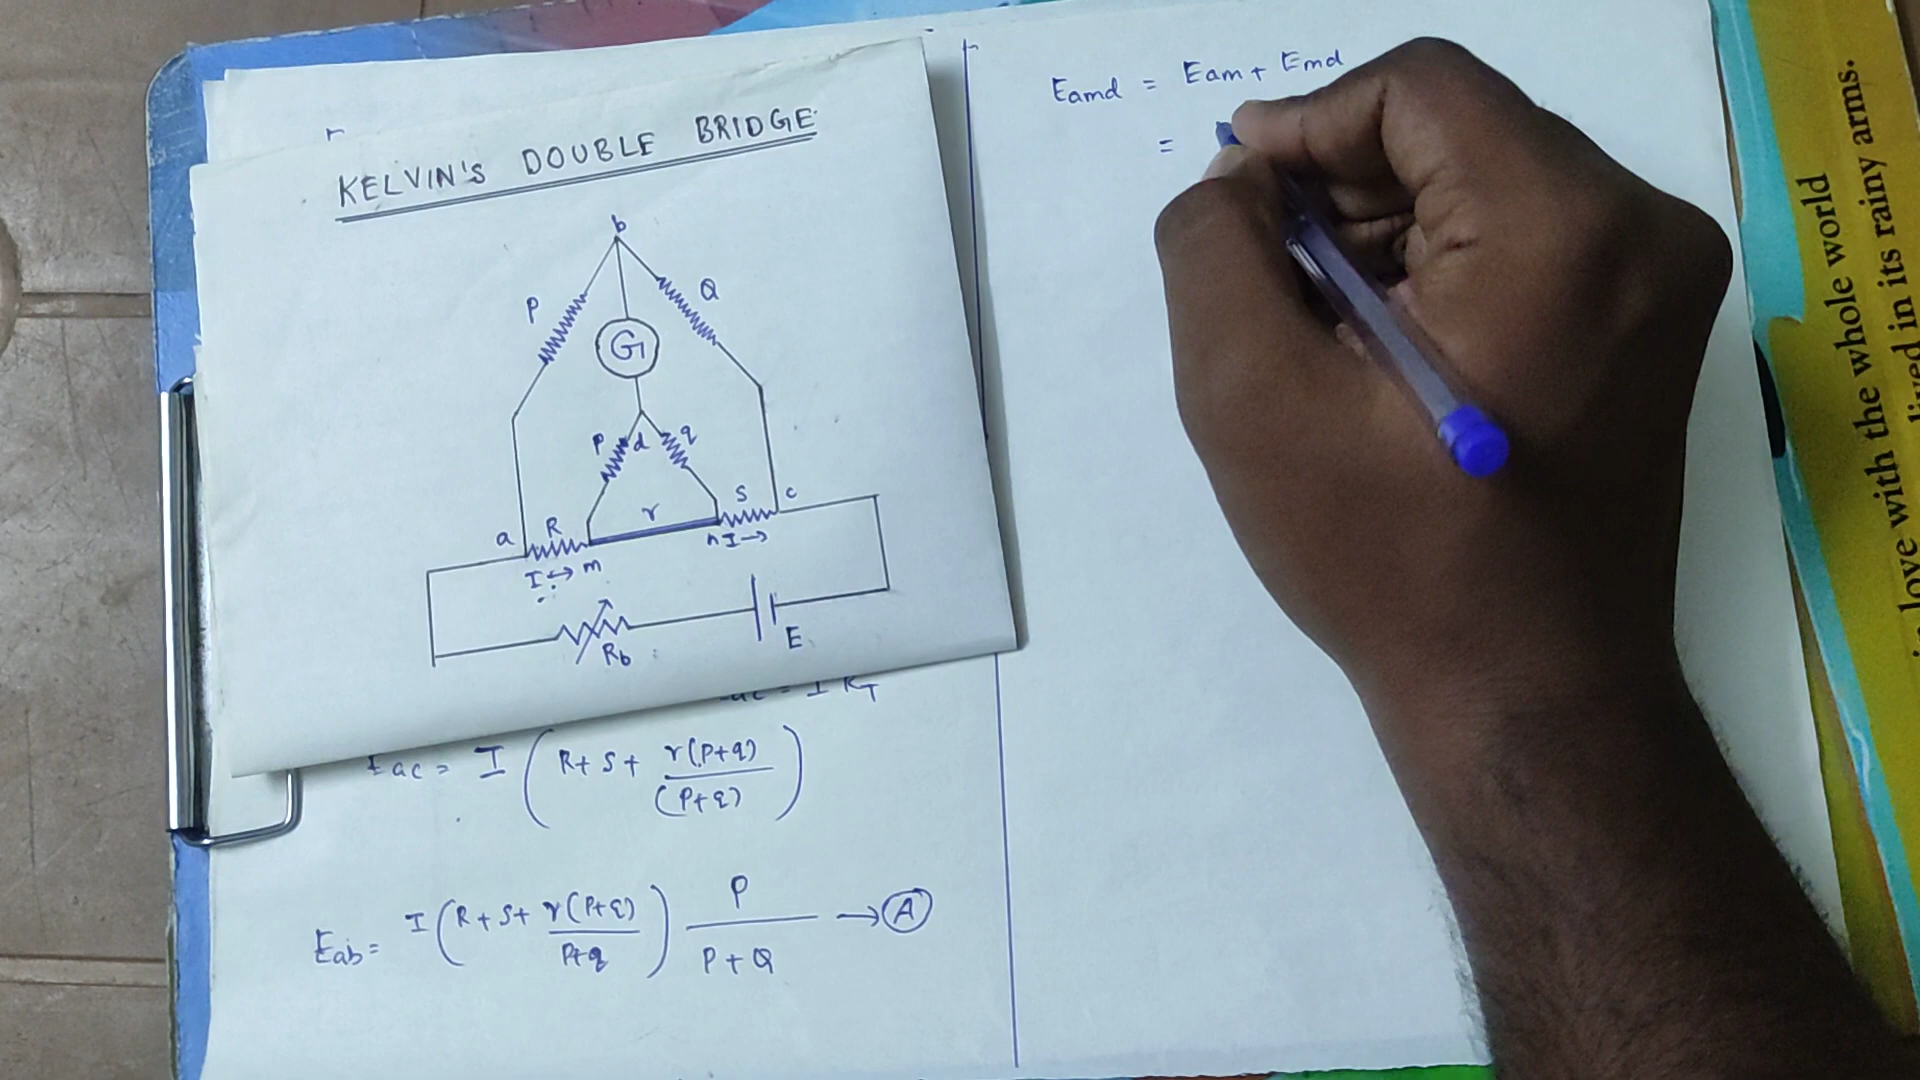 KELVIN'S DOUBLE BRIDGE
b
P
Q
G
P d q
a R r S c
I ↔ m n I →
Rb E
Eac = I ( R + S + r(p+q) / (p+q) )
Eab = I ( R + S + r(p+q) / p+q ) P / P + Q → A
Eamd = Eam + Emd
=
love with the whole world
lived in its rainy arms.